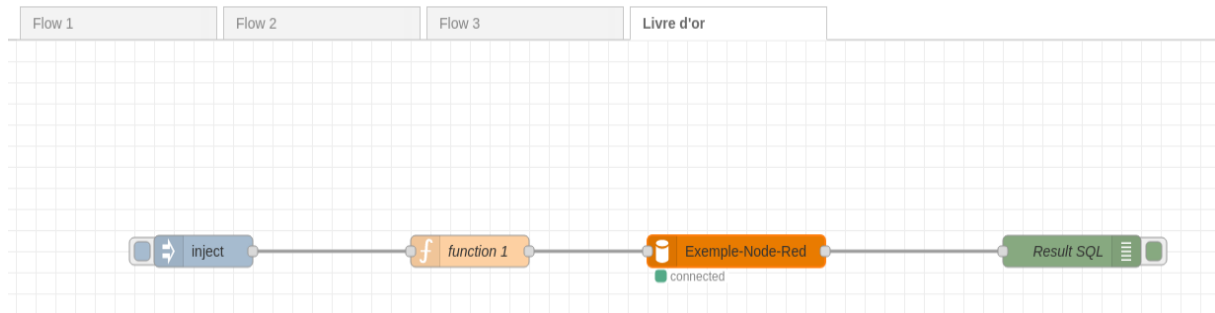 Flow 1
Flow 2
Flow 3
Livre d'or
inject
function 1
Exemple-Node-Red
Result SQL
connected